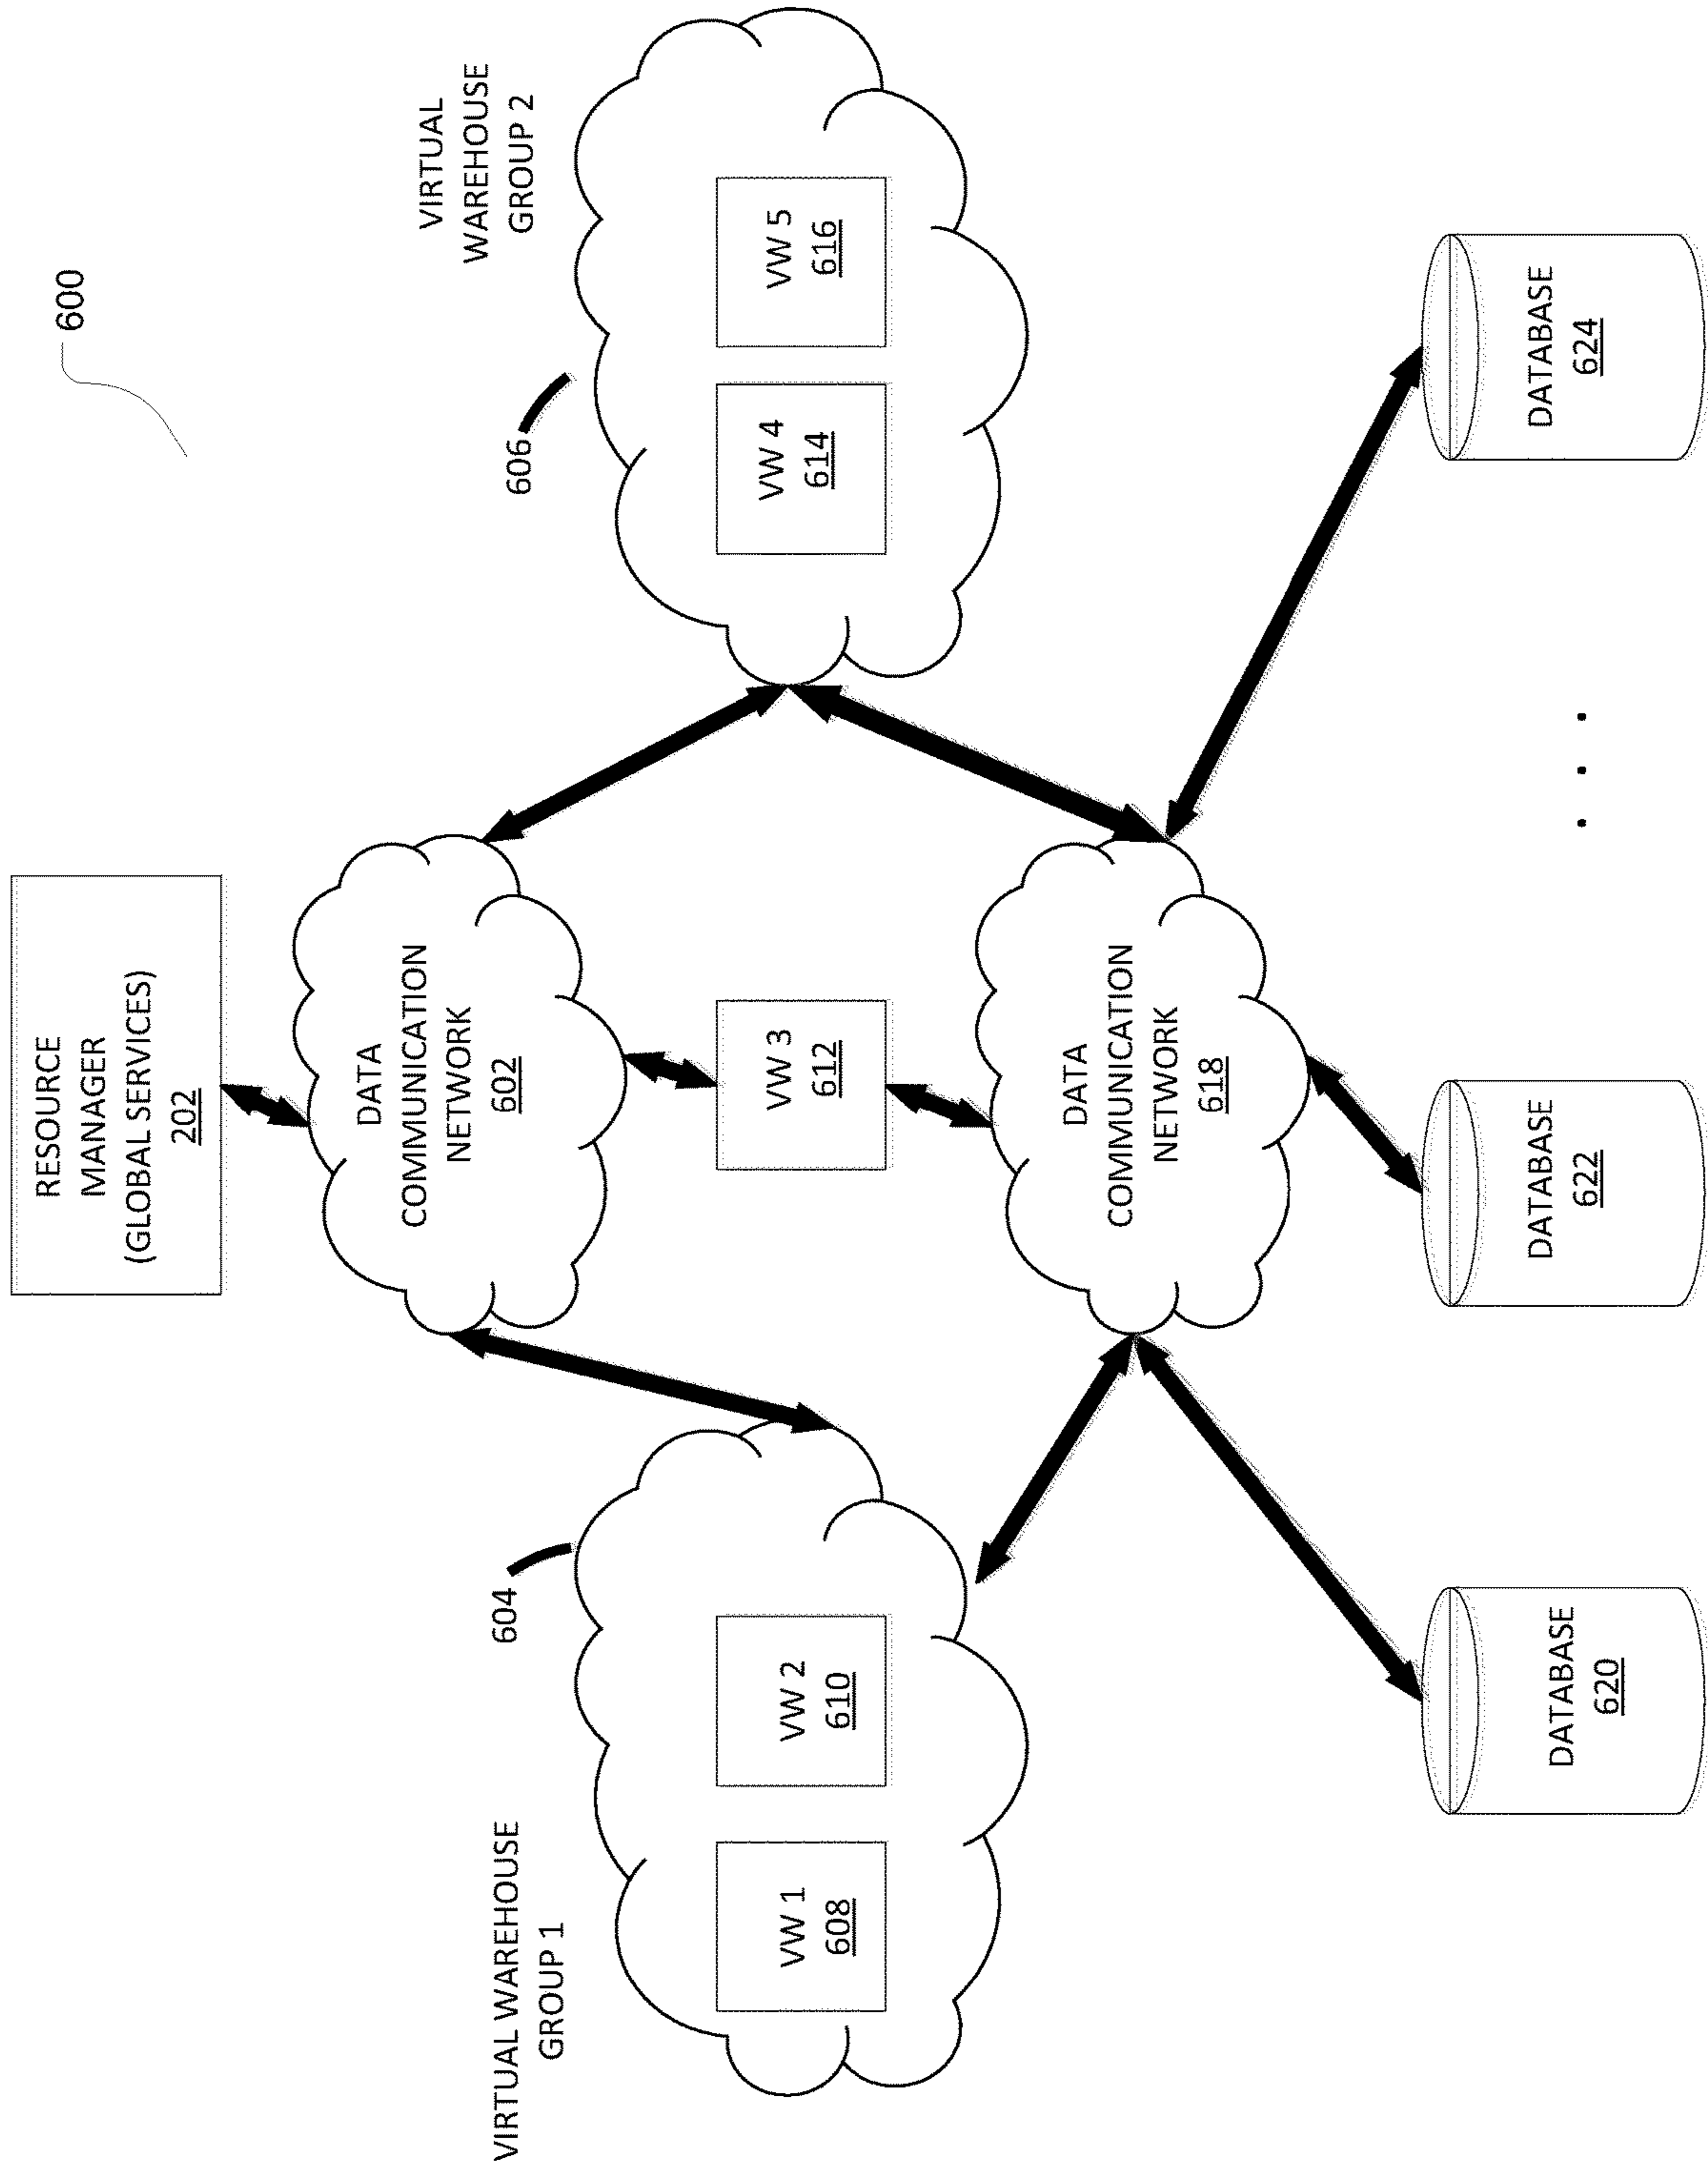 600
RESOURCE
MANAGER
(GLOBAL SERVICES)
202
DATA
COMMUNICATION
NETWORK
602
VIRTUAL WAREHOUSE
GROUP 1
604
VW 1
608
VW 2
610
VW 3
612
VIRTUAL
WAREHOUSE
GROUP 2
606
VW 4
614
VW 5
616
DATA
COMMUNICATION
NETWORK
618
DATABASE
620
DATABASE
622
. . .
DATABASE
624